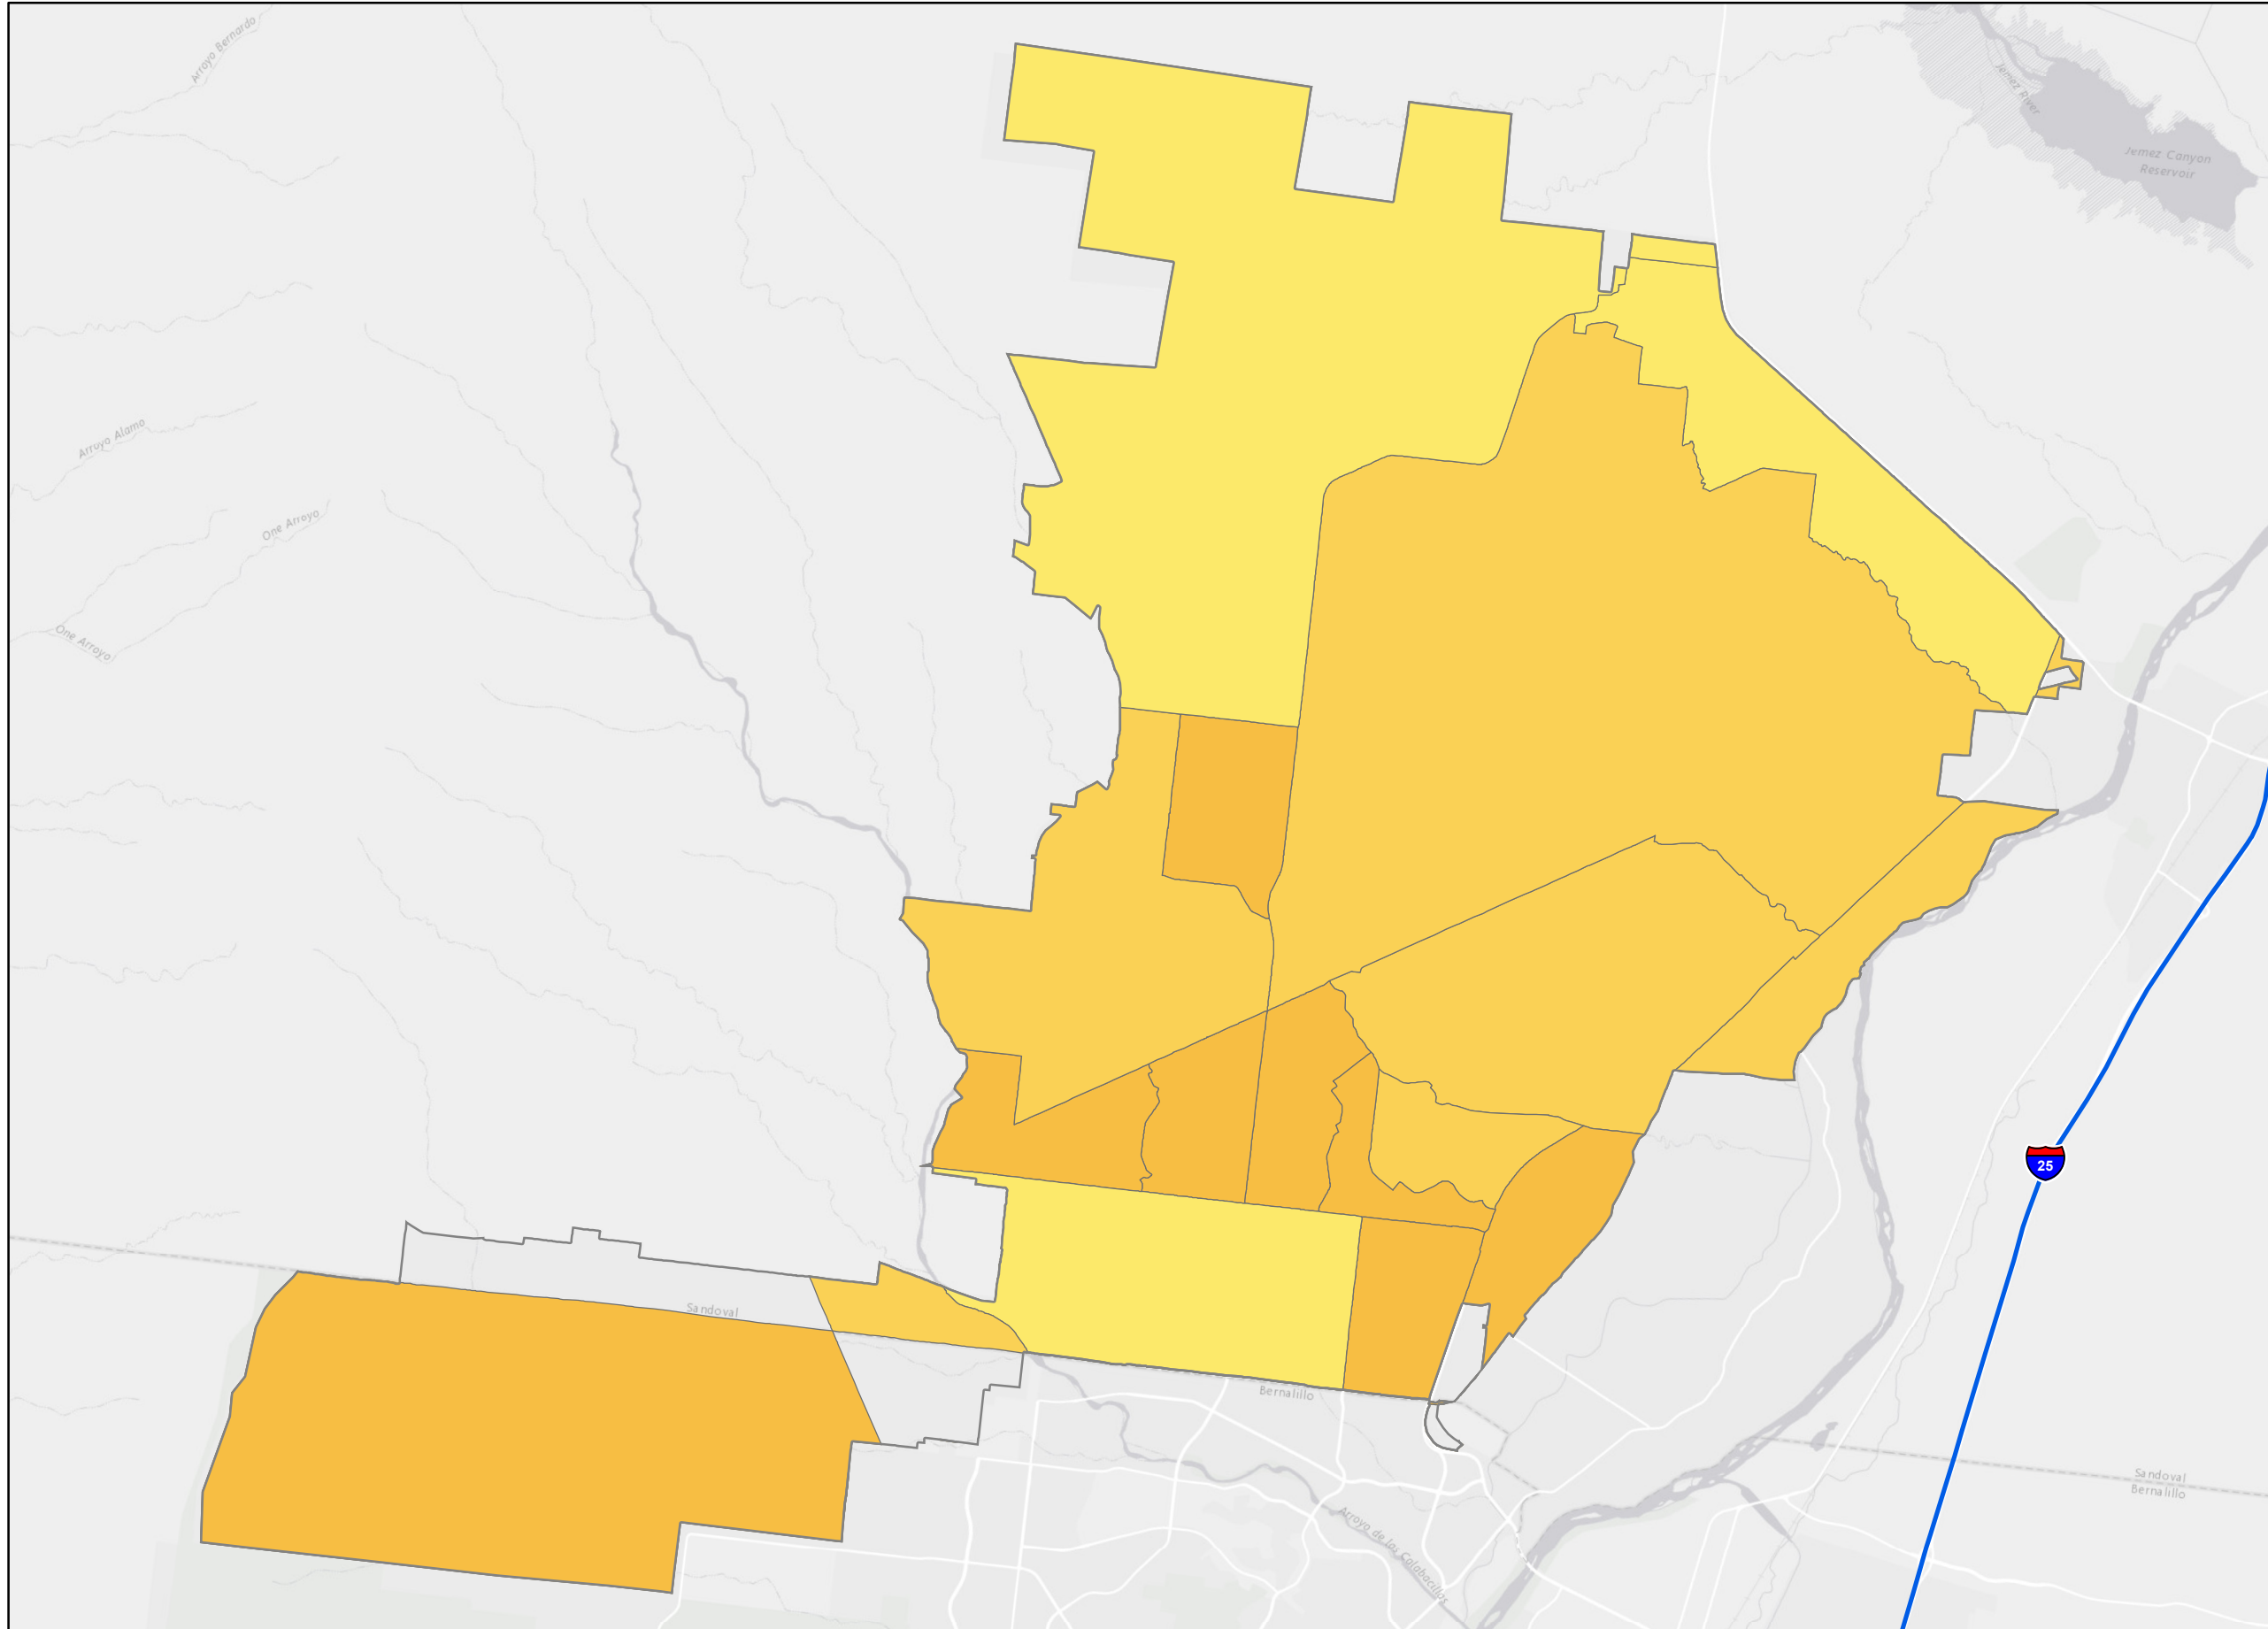 Arroyo Bernardo
Jemez River
Jemez Canyon
Reservoir
Arroyo Alamo
One Arroyo
One Arroyo
25
Sandoval
Bernalillo
Sandoval
Bernalillo
Arroyo de las Calabacillas